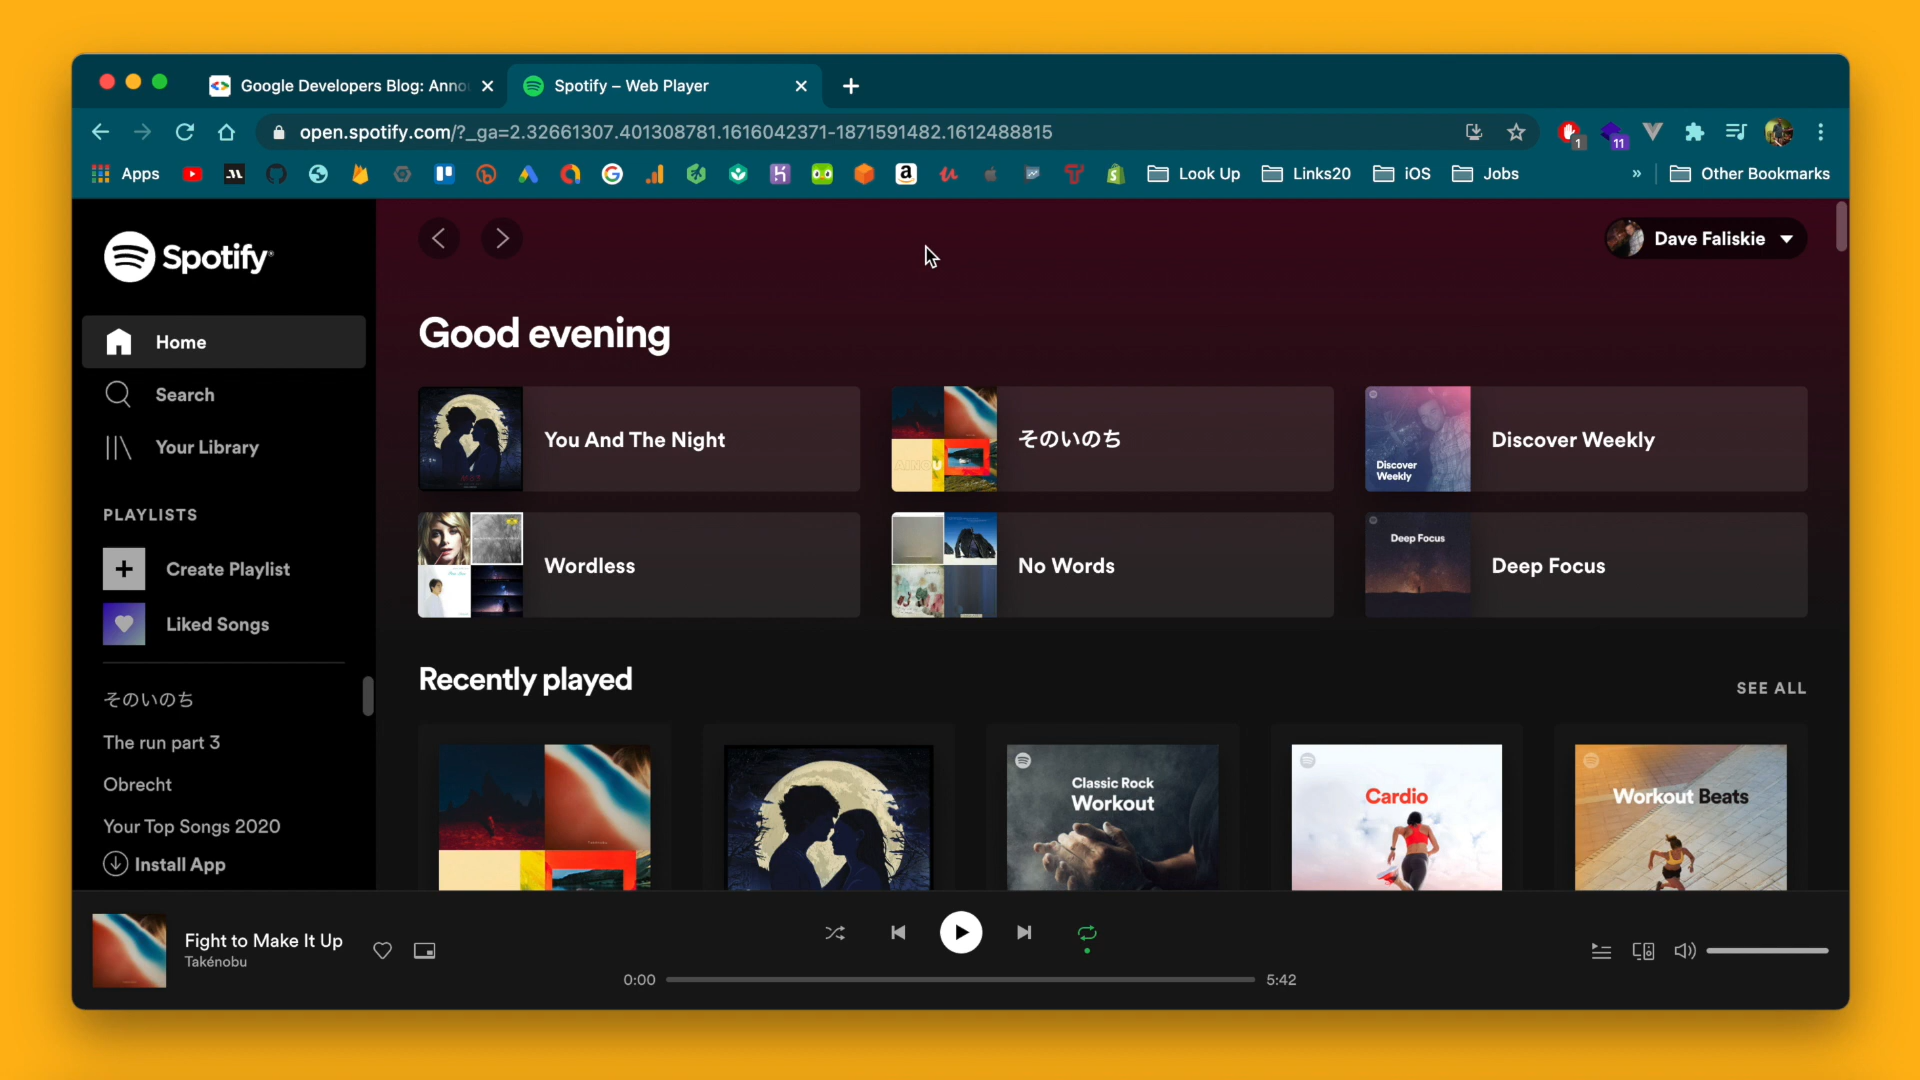 Google Developers Blog: Anno
Spotify – Web Player
open.spotify.com/?_ga=2.32661307.401308781.1616042371-1871591482.1612488815
1
11
Apps
Look Up
Links20
iOS
Jobs
»
Other Bookmarks
Spotify
Dave Faliskie
Home
Search
Your Library
PLAYLISTS
Create Playlist
Liked Songs
そのいのち
The run part 3
Obrecht
Your Top Songs 2020
Install App
Good evening
You And The Night
AINOU
そのいのち
Discover
Weekly
Discover Weekly
Wordless
No Words
Deep Focus
Deep Focus
Recently played
SEE ALL
Classic Rock
Workout
Cardio
Workout Beats
Fight to Make It Up
Takénobu
0:00
5:42